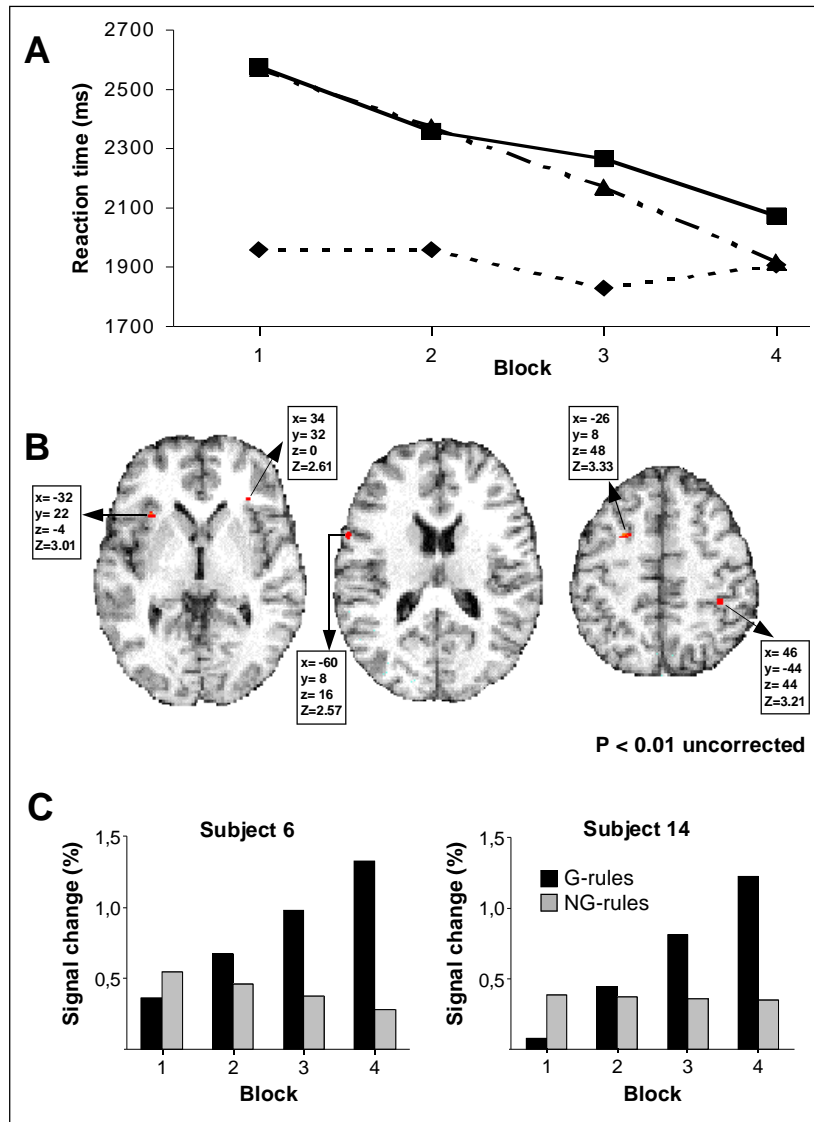 A
2700
2500
2300
2100
1900
1700
Reaction time (ms)
1 2 3 4
Block
B
x= -32
y= 22
z= -4
Z=3.01
x= 34
y= 32
z= 0
Z=2.61
x= -60
y= 8
z= 16
Z=2.57
x= -26
y= 8
z= 48
Z=3.33
x= 46
y= -44
z= 44
Z=3.21
P < 0.01 uncorrected
C
Subject 6
Signal change (%)
1,5
1,0
0,5
1 2 3 4
Block
Subject 14
Signal change (%)
1,5
1,0
0,5
G-rules
NG-rules
1 2 3 4
Block